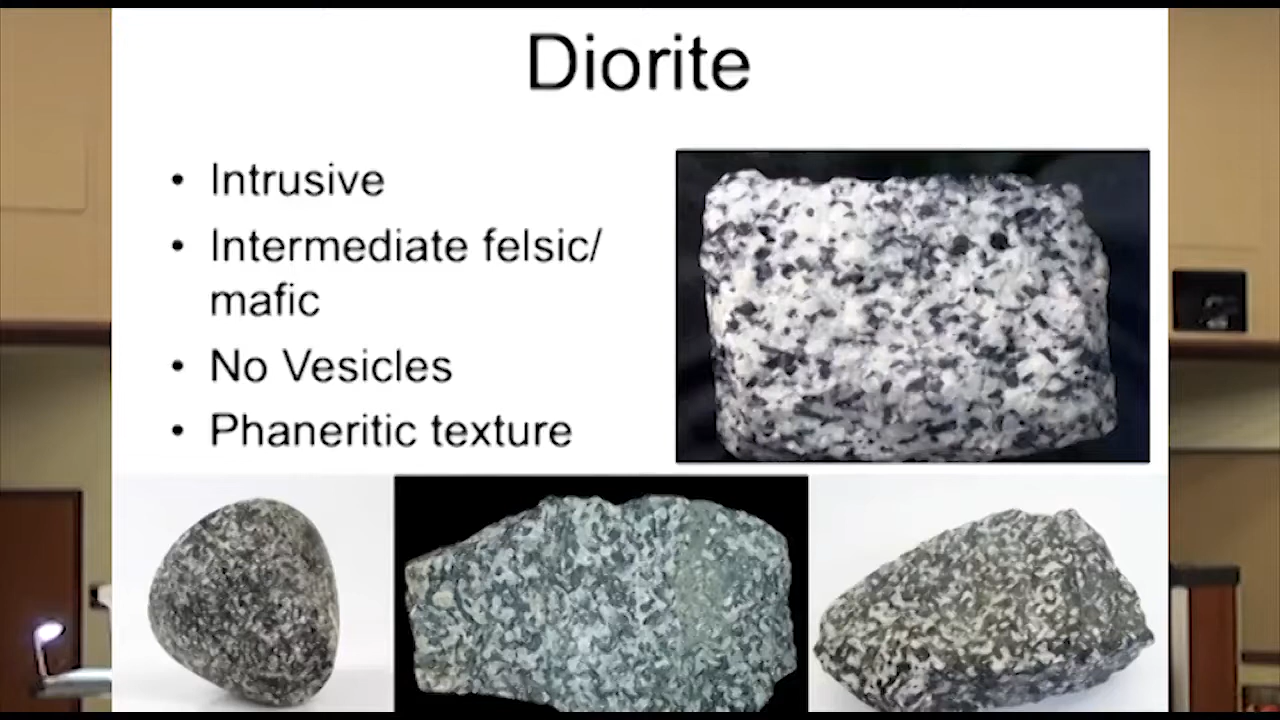 Diorite
• Intrusive
• Intermediate felsic/
mafic
• No Vesicles
• Phaneritic texture